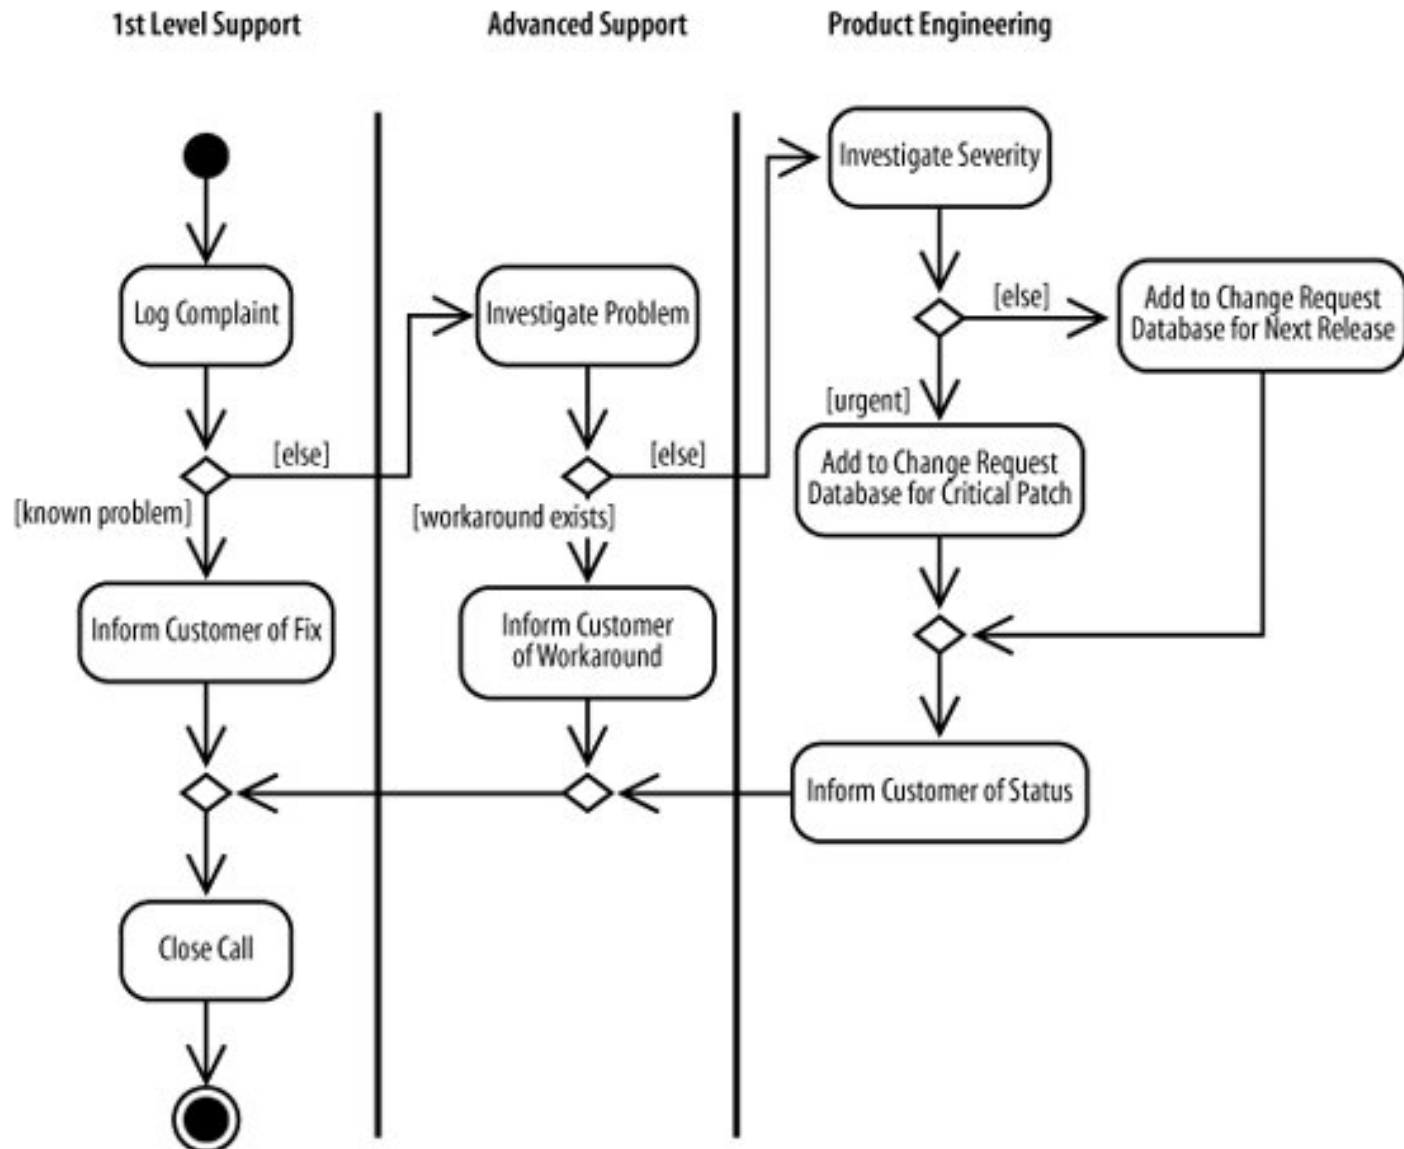 1st Level Support
Advanced Support
Product Engineering
Investigate Severity
Log Complaint
Investigate Problem
[else]
Add to Change Request
Database for Next Release
[urgent]
[else]
[else]
Add to Change Request
Database for Critical Patch
[known problem]
[workaround exists]
Inform Customer of Fix
Inform Customer
of Workaround
Inform Customer of Status
Close Call